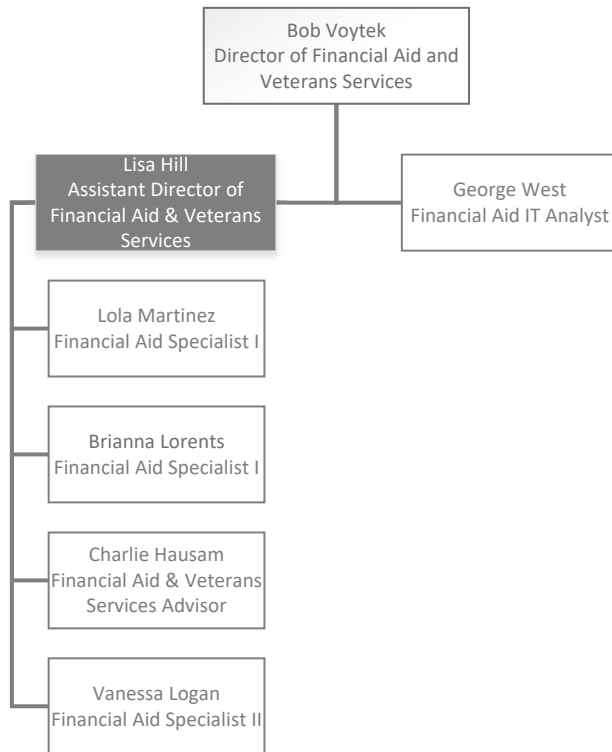 Bob Voytek
Director of Financial Aid and
Veterans Services
Lisa Hill
Assistant Director of
Financial Aid & Veterans
Services
George West
Financial Aid IT Analyst
Lola Martinez
Financial Aid Specialist I
Brianna Lorents
Financial Aid Specialist I
Charlie Hausam
Financial Aid & Veterans
Services Advisor
Vanessa Logan
Financial Aid Specialist II